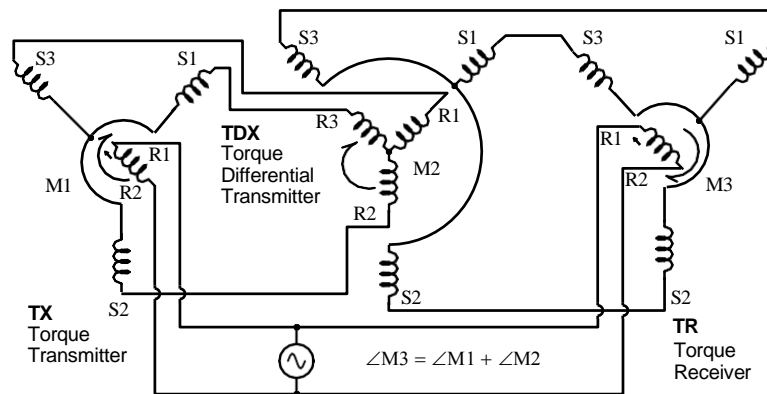 S3
S1
S3
S1
S3
S1
R3
R1
TDX
Torque
Differential
Transmitter
R1
R1
M2
M1
R2
R2
M3
R2
S2
S2
S2
TX
Torque
Transmitter
∠M3 = ∠M1 + ∠M2
TR
Torque
Receiver